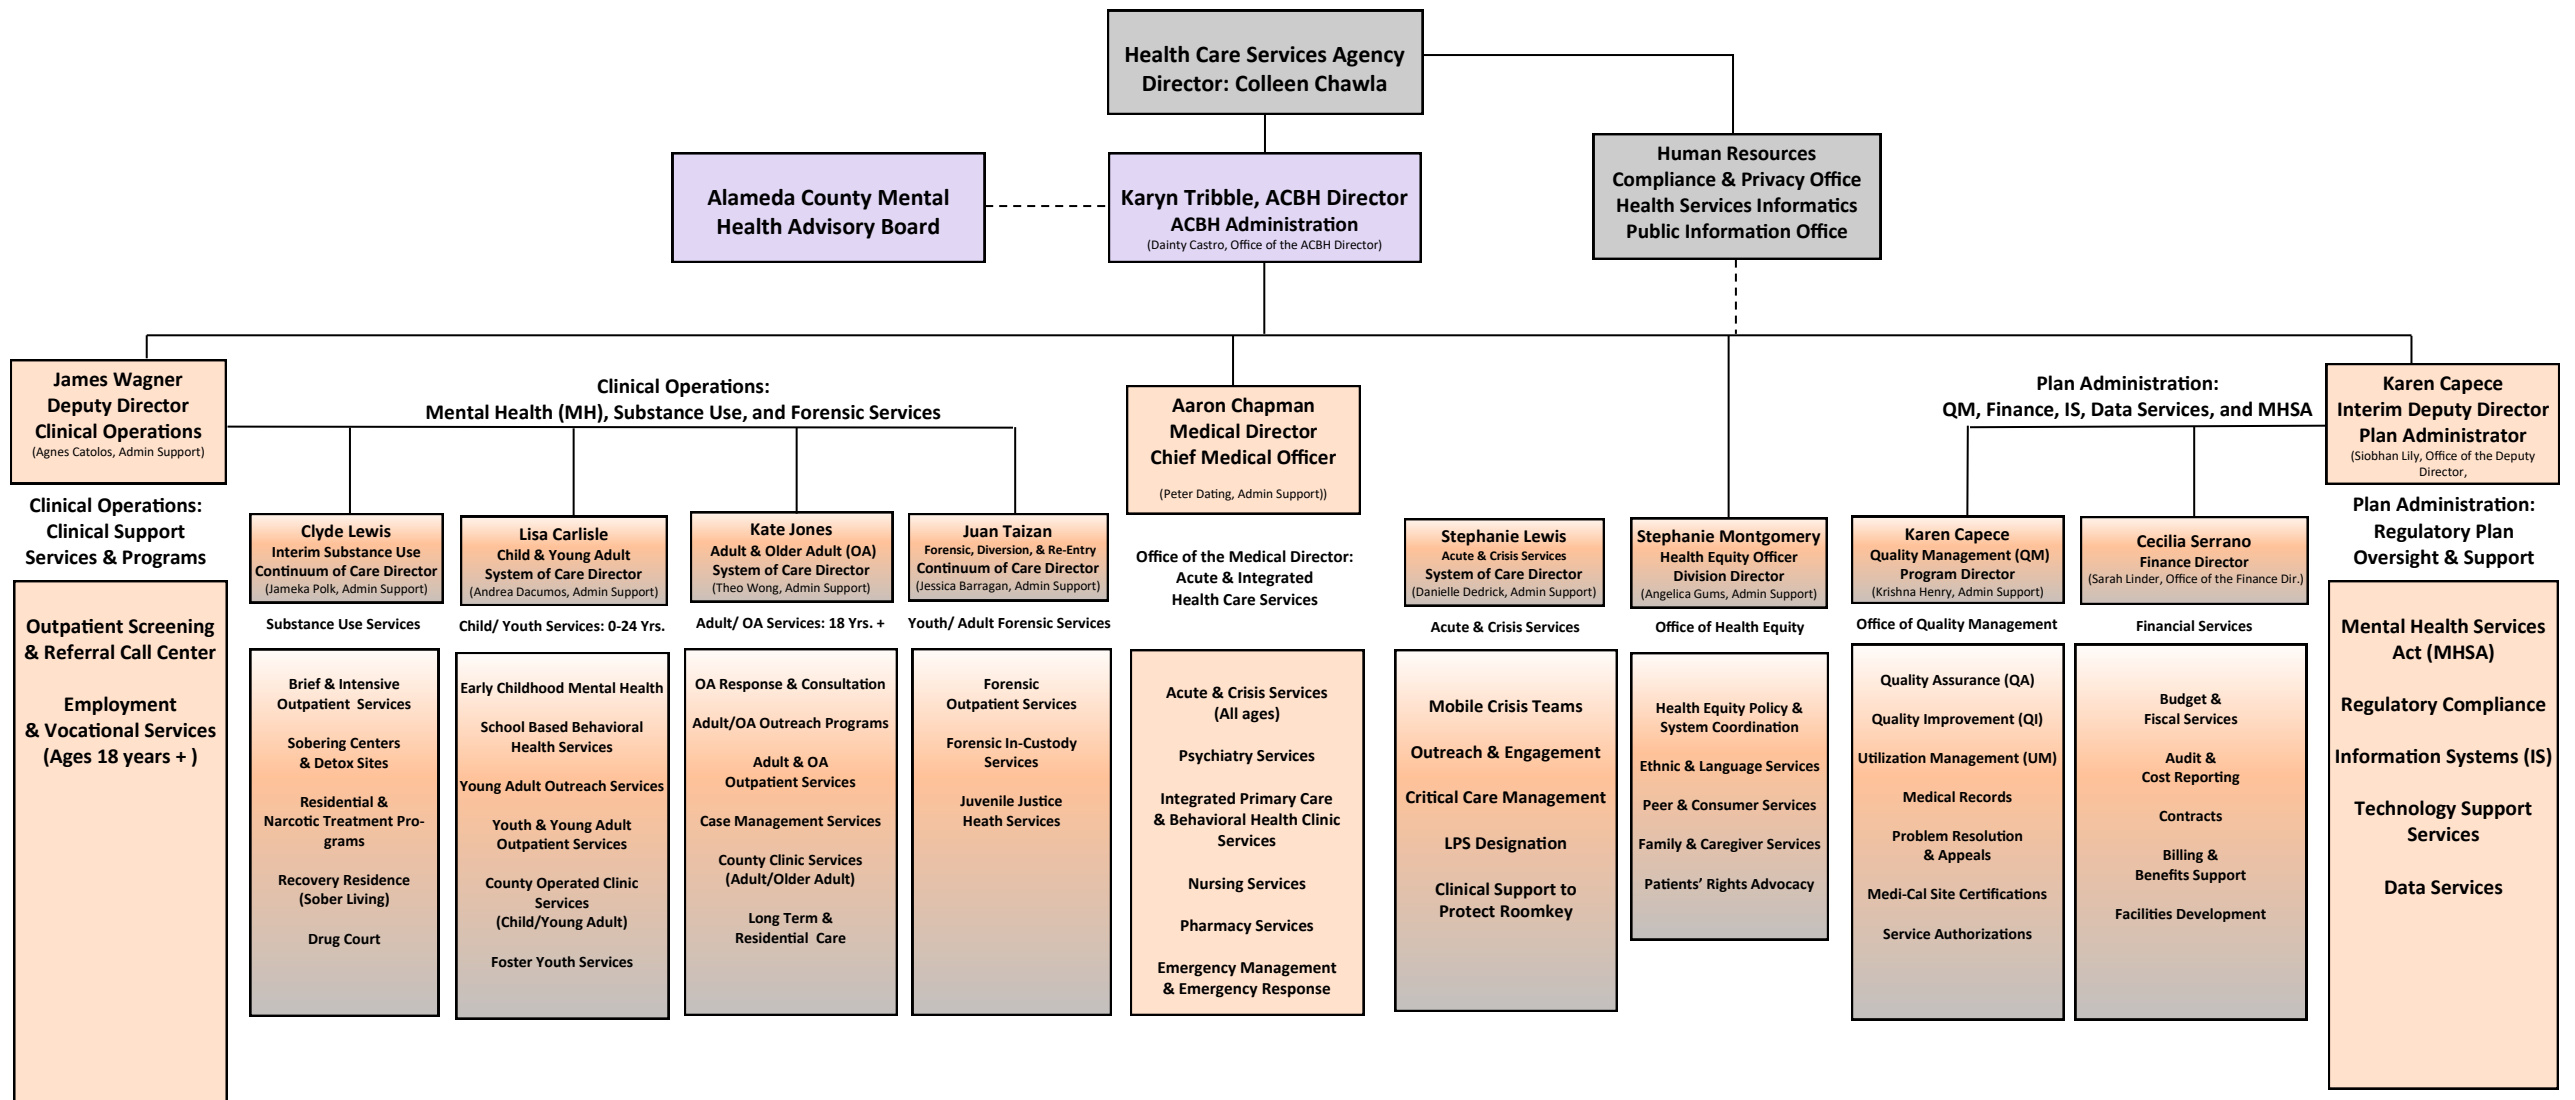 Health Care Services Agency
Director: Colleen Chawla
Alameda County Mental
Health Advisory Board
Karyn Tribble, ACBH Director
ACBH Administration
(Dainty Castro, Office of the ACBH Director)
Human Resources
Compliance & Privacy Office
Health Services Informatics
Public Information Office
James Wagner
Deputy Director
Clinical Operations
(Agnes Catolos, Admin Support)
Clinical Operations:
Mental Health (MH), Substance Use, and Forensic Services
Aaron Chapman
Medical Director
Chief Medical Officer
(Peter Dating, Admin Support))
Plan Administration:
QM, Finance, IS, Data Services, and MHSA
Karen Capece
Interim Deputy Director
Plan Administrator
(Siobhan Lily, Office of the Deputy
Director,
Clinical Operations:
Clinical Support
Services & Programs
Clyde Lewis
Interim Substance Use
Continuum of Care Director
(Jameka Polk, Admin Support)
Lisa Carlisle
Child & Young Adult
System of Care Director
(Andrea Dacumos, Admin Support)
Kate Jones
Adult & Older Adult (OA)
System of Care Director
(Theo Wong, Admin Support)
Juan Taizan
Forensic, Diversion, & Re-Entry
Continuum of Care Director
(Jessica Barragan, Admin Support)
Office of the Medical Director:
Acute & Integrated
Health Care Services
Stephanie Lewis
Acute & Crisis Services
System of Care Director
(Danielle Dedrick, Admin Support)
Stephanie Montgomery
Health Equity Officer
Division Director
(Angelica Gums, Admin Support)
Karen Capece
Quality Management (QM)
Program Director
(Krishna Henry, Admin Support)
Cecilia Serrano
Finance Director
(Sarah Linder, Office of the Finance Dir.)
Plan Administration:
Regulatory Plan
Oversight & Support
Substance Use Services
Child/ Youth Services: 0-24 Yrs.
Adult/ OA Services: 18 Yrs. +
Youth/ Adult Forensic Services
Acute & Crisis Services
Office of Health Equity
Office of Quality Management
Financial Services
Outpatient Screening
& Referral Call Center
Employment
& Vocational Services
(Ages 18 years + )
Brief & Intensive
Outpatient  Services
Sobering Centers
& Detox Sites
Residential &
Narcotic Treatment Pro-
grams
Recovery Residence
(Sober Living)
Drug Court
Early Childhood Mental Health
School Based Behavioral
Health Services
Young Adult Outreach Services
Youth & Young Adult
Outpatient Services
County Operated Clinic
Services
(Child/Young Adult)
Foster Youth Services
OA Response & Consultation
Adult/OA Outreach Programs
Adult & OA
Outpatient Services
Case Management Services
County Clinic Services
(Adult/Older Adult)
Long Term &
Residential  Care
Forensic
Outpatient Services
Forensic In-Custody
Services
Juvenile Justice
Heath Services
Acute & Crisis Services
(All ages)
Psychiatry Services
Integrated Primary Care
& Behavioral Health Clinic
Services
Nursing Services
Pharmacy Services
Emergency Management
& Emergency Response
Mobile Crisis Teams
Outreach & Engagement
Critical Care Management
LPS Designation
Clinical Support to
Protect Roomkey
Health Equity Policy &
System Coordination
Ethnic & Language Services
Peer & Consumer Services
Family & Caregiver Services
Patients’ Rights Advocacy
Quality Assurance (QA)
Quality Improvement (QI)
Utilization Management (UM)
Medical Records
Problem Resolution
& Appeals
Medi-Cal Site Certifications
Service Authorizations
Budget &
Fiscal Services
Audit &
Cost Reporting
Contracts
Billing &
Benefits Support
Facilities Development
Mental Health Services
Act (MHSA)
Regulatory Compliance
Information Systems (IS)
Technology Support
Services
Data Services